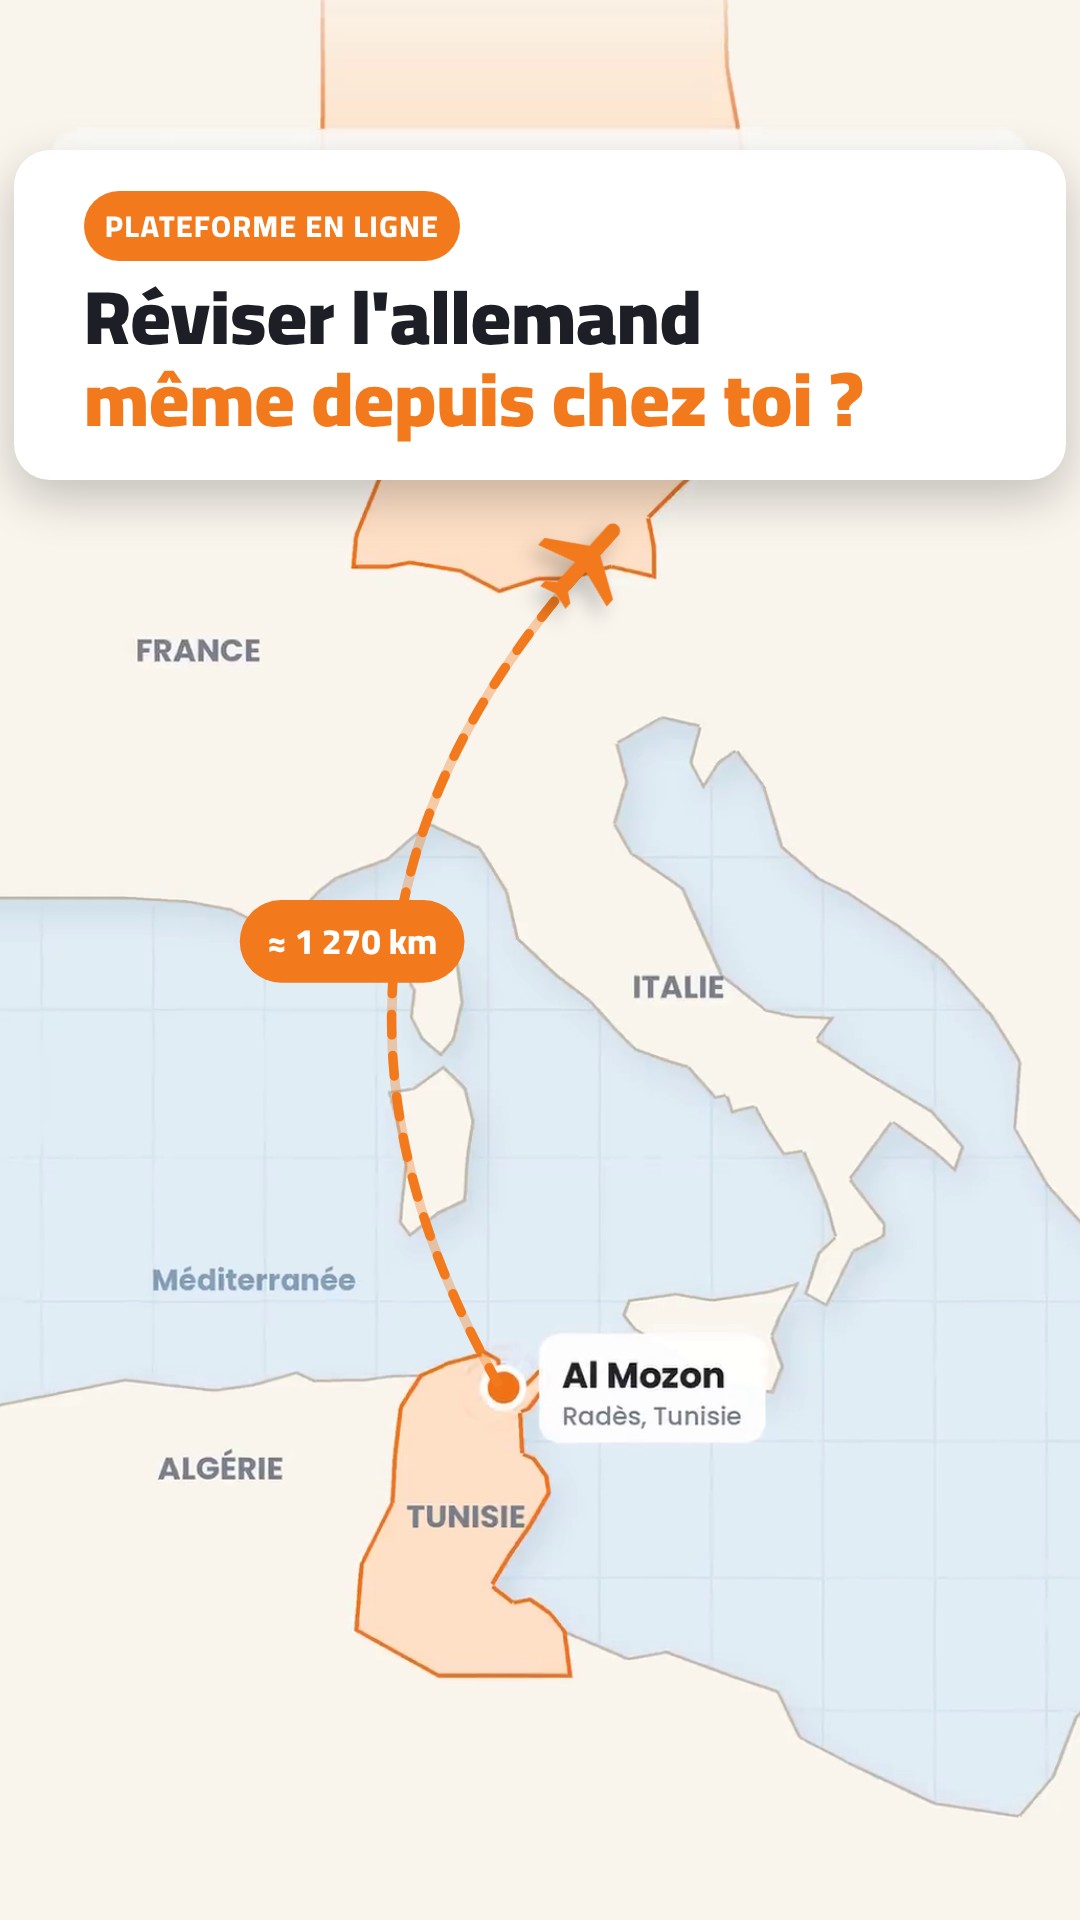 PLATEFORME EN LIGNE
Réviser l'allemand
même depuis chez toi ?
FRANCE
≈ 1 270 km
ITALIE
Méditerranée
Al Mozon
Radès, Tunisie
ALGÉRIE
TUNISIE